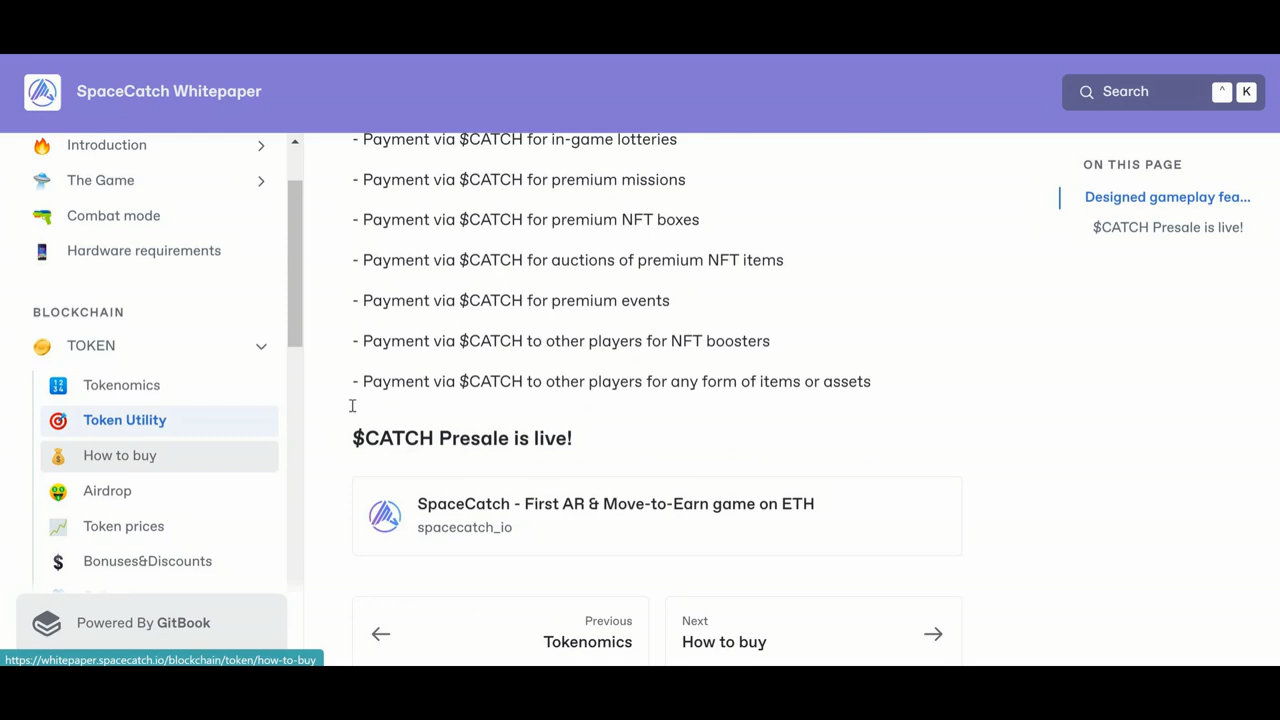 SpaceCatch Whitepaper
Search
^ K
Introduction
The Game
Combat mode
Hardware requirements
BLOCKCHAIN
TOKEN
Tokenomics
Token Utility
How to buy
Airdrop
Token prices
$ Bonuses&Discounts
Powered By GitBook
https://whitepaper.spacecatch.io/blockchain/token/how-to-buy
- Payment via $CATCH for in-game lotteries
- Payment via $CATCH for premium missions
- Payment via $CATCH for premium NFT boxes
- Payment via $CATCH for auctions of premium NFT items
- Payment via $CATCH for premium events
- Payment via $CATCH to other players for NFT boosters
- Payment via $CATCH to other players for any form of items or assets
$CATCH Presale is live!
SpaceCatch - First AR & Move-to-Earn game on ETH
spacecatch_io
Previous
Tokenomics
Next
How to buy
ON THIS PAGE
Designed gameplay fea...
$CATCH Presale is live!